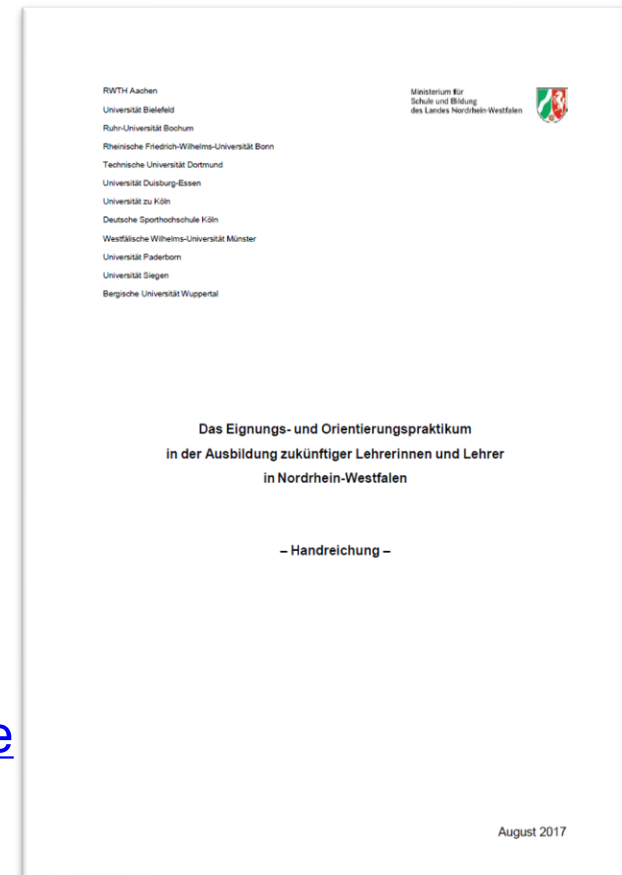 RWTH Aachen
Universität Bielefeld
Ruhr-Universität Bochum
Rheinische Friedrich-Wilhelms-Universität Bonn
Technische Universität Dortmund
Universität Duisburg-Essen
Universität zu Köln
Deutsche Sporthochschule Köln
Westfälische Wilhelms-Universität Münster
Universität Paderborn
Universität Siegen
Bergische Universität Wuppertal
Ministerium für
Schule und Bildung
des Landes Nordrhein-Westfalen
Das Eignungs- und Orientierungspraktikum
in der Ausbildung zukünftiger Lehrerinnen und Lehrer
in Nordrhein-Westfalen
– Handreichung –
e
August 2017